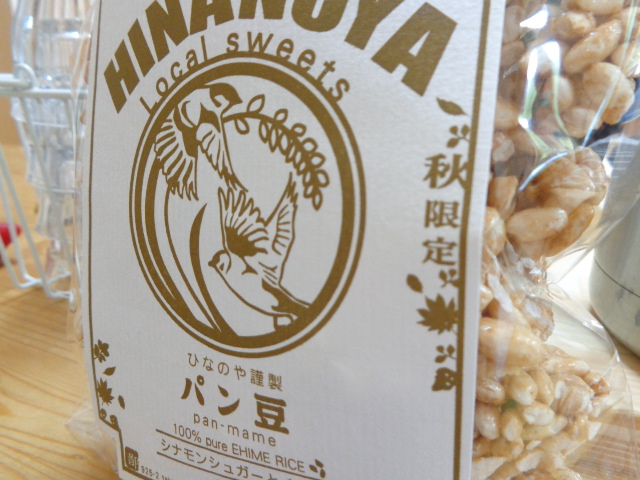 HINANOYA
Local sweets
秋限定
ひなのや謹製
パン豆
pan-mame
100% pure EHIME RICE
シナモンシュガーと